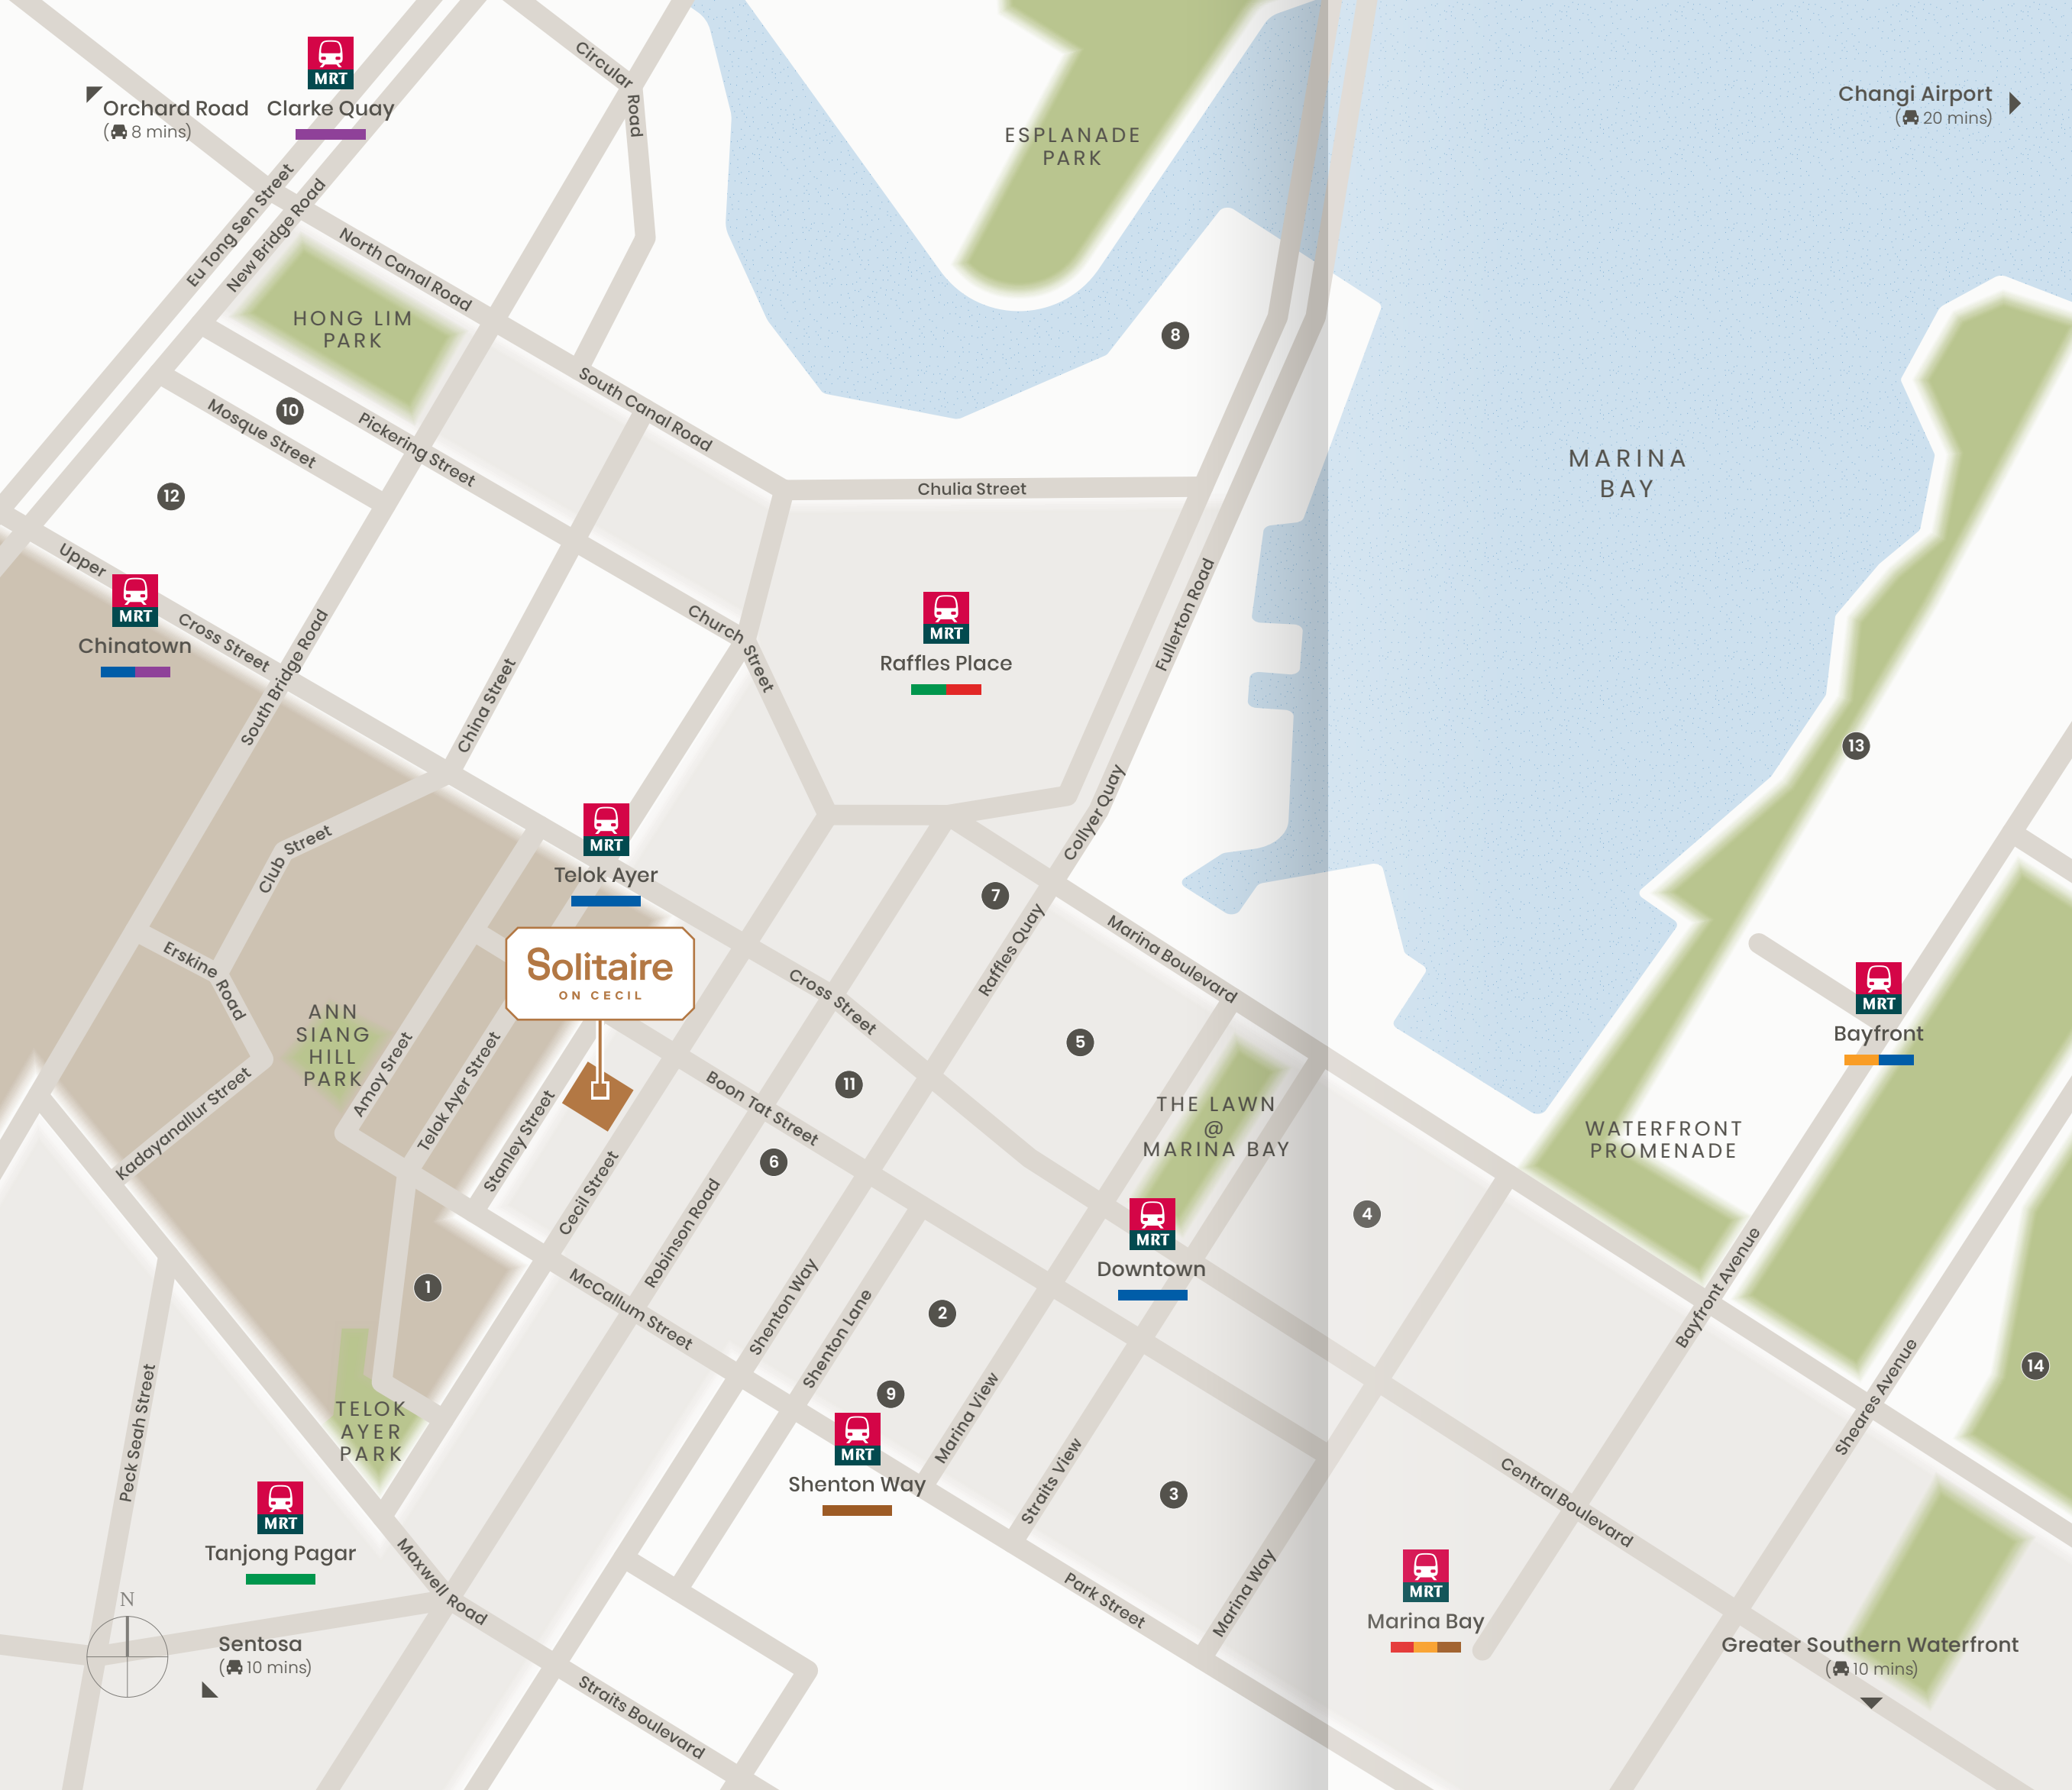 MRT
Orchard Road
(8 mins)
Clarke Quay
Circular Road
ESPLANADE
PARK
Changi Airport
(20 mins)
Eu Tong Sen Street
New Bridge Road
North Canal Road
HONG LIM
PARK
8
10
Mosque Street
Pickering Street
South Canal Road
12
Chulia Street
MARINA
BAY
Upper Cross Street
MRT
Chinatown
South Bridge Road
China Street
Church Street
MRT
Raffles Place
Fullerton Road
13
Club Street
MRT
Telok Ayer
Collyer Quay
7
Raffles Quay
Marina Boulevard
Erskine Road
Solitaire
ON CECIL
Cross Street
MRT
Bayfront
ANN
SIANG
HILL
PARK
Amoy Street
Telok Ayer Street
Stanley Street
Kadayanallur Street
Boon Tat Street
11
5
THE LAWN
@
MARINA BAY
WATERFRONT
PROMENADE
6
Cecil Street
Robinson Road
4
MRT
Downtown
1
McCallum Street
Shenton Way
Shenton Lane
2
Bayfront Avenue
9
Marina View
Sheares Avenue
14
Peck Seah Street
TELOK
AYER
PARK
MRT
Shenton Way
Straits View
3
Central Boulevard
MRT
Tanjong Pagar
Maxwell Road
Park Street
Marina Way
MRT
Marina Bay
N
Sentosa
(10 mins)
Greater Southern Waterfront
(10 mins)
Straits Boulevard